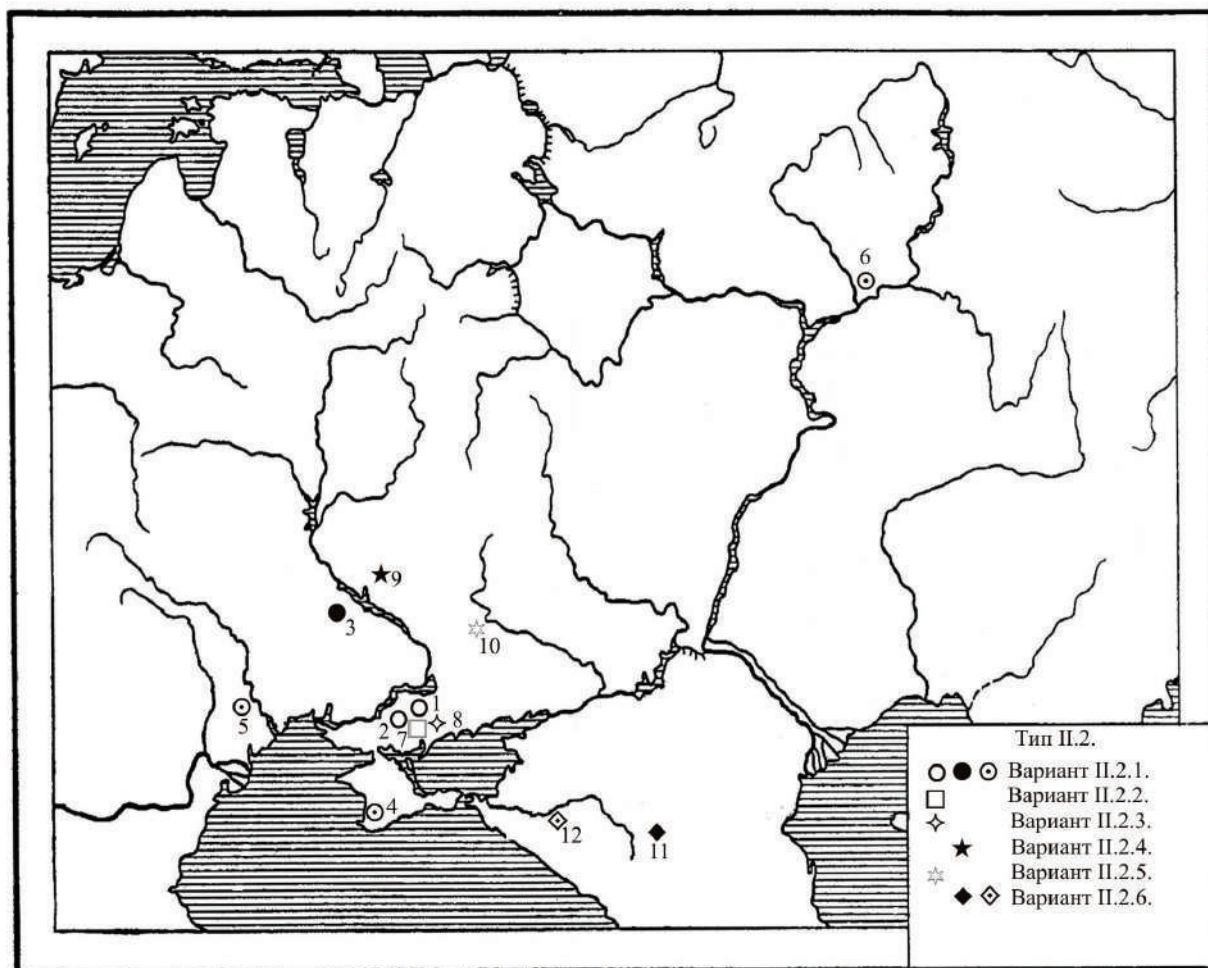 6
9
3
10
5
1
2
7
8
4
12
11
Тип II.2.
Вариант II.2.1.
Вариант II.2.2.
Вариант II.2.3.
Вариант II.2.4.
Вариант II.2.5.
Вариант II.2.6.